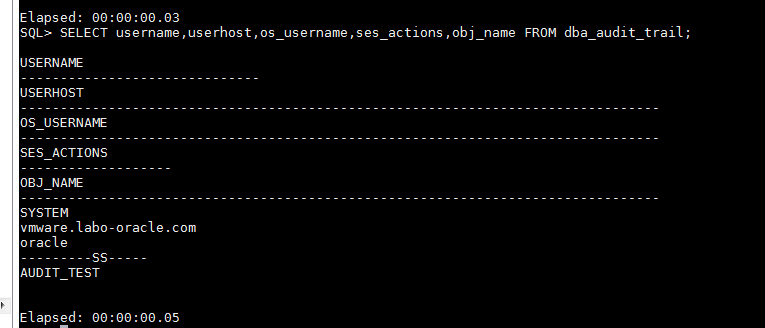 Elapsed: 00:00:00.03
SQL> SELECT username,userhost,os_username,ses_actions,obj_name FROM dba_audit_trail;
USERNAME
------------------------------
USERHOST
--------------------------------------------------------------------------------
OS_USERNAME
--------------------------------------------------------------------------------
SES_ACTIONS
-------------------
OBJ_NAME
--------------------------------------------------------------------------------
SYSTEM
vmware.labo-oracle.com
oracle
---------SS-----
AUDIT_TEST
Elapsed: 00:00:00.05